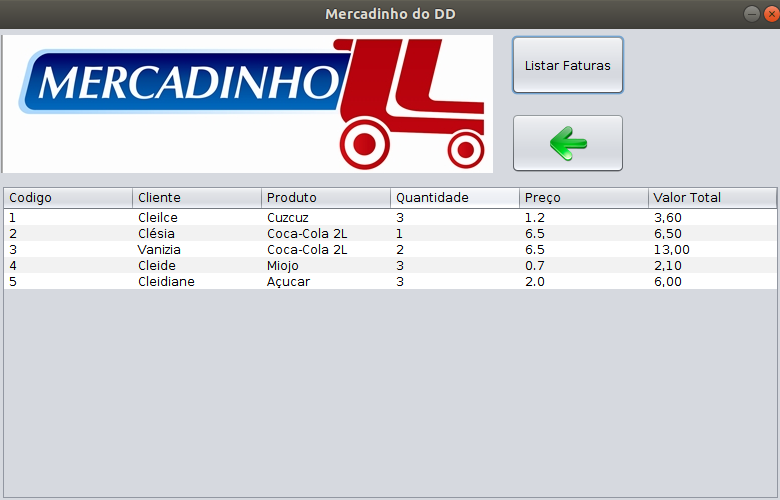 Mercadinho do DD
MERCADINHO
Listar Faturas
Codigo Cliente Produto Quantidade Preço Valor Total
1 Cleilce Cuzcuz 3 1.2 3,60
2 Clésia Coca-Cola 2L 1 6.5 6,50
3 Vanizia Coca-Cola 2L 2 6.5 13,00
4 Cleide Miojo 3 0.7 2,10
5 Cleidiane Açucar 3 2.0 6,00